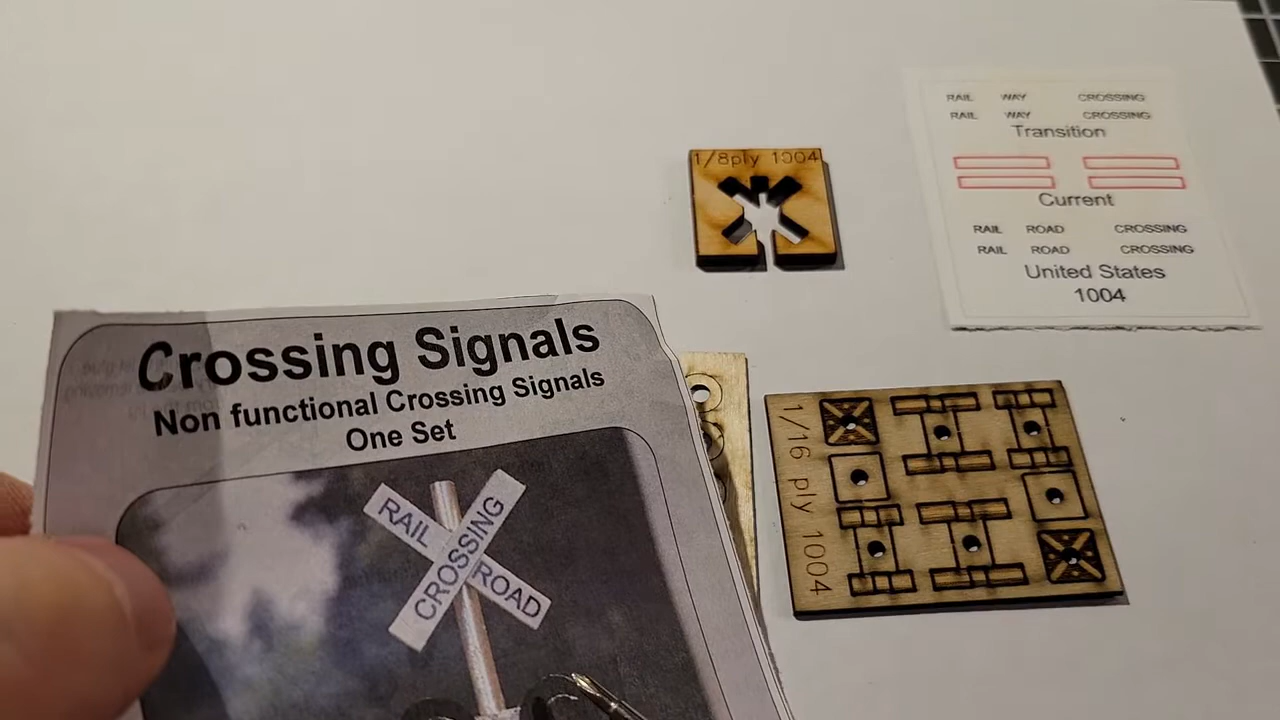 1/8ply 1004
RAIL WAY CROSSING
RAIL WAY CROSSING
Transition
Current
RAIL ROAD CROSSING
RAIL ROAD CROSSING
United States
1004
Crossing Signals
Non functional Crossing Signals
One Set
RAIL ROAD
CROSSING
1/16 ply 1004